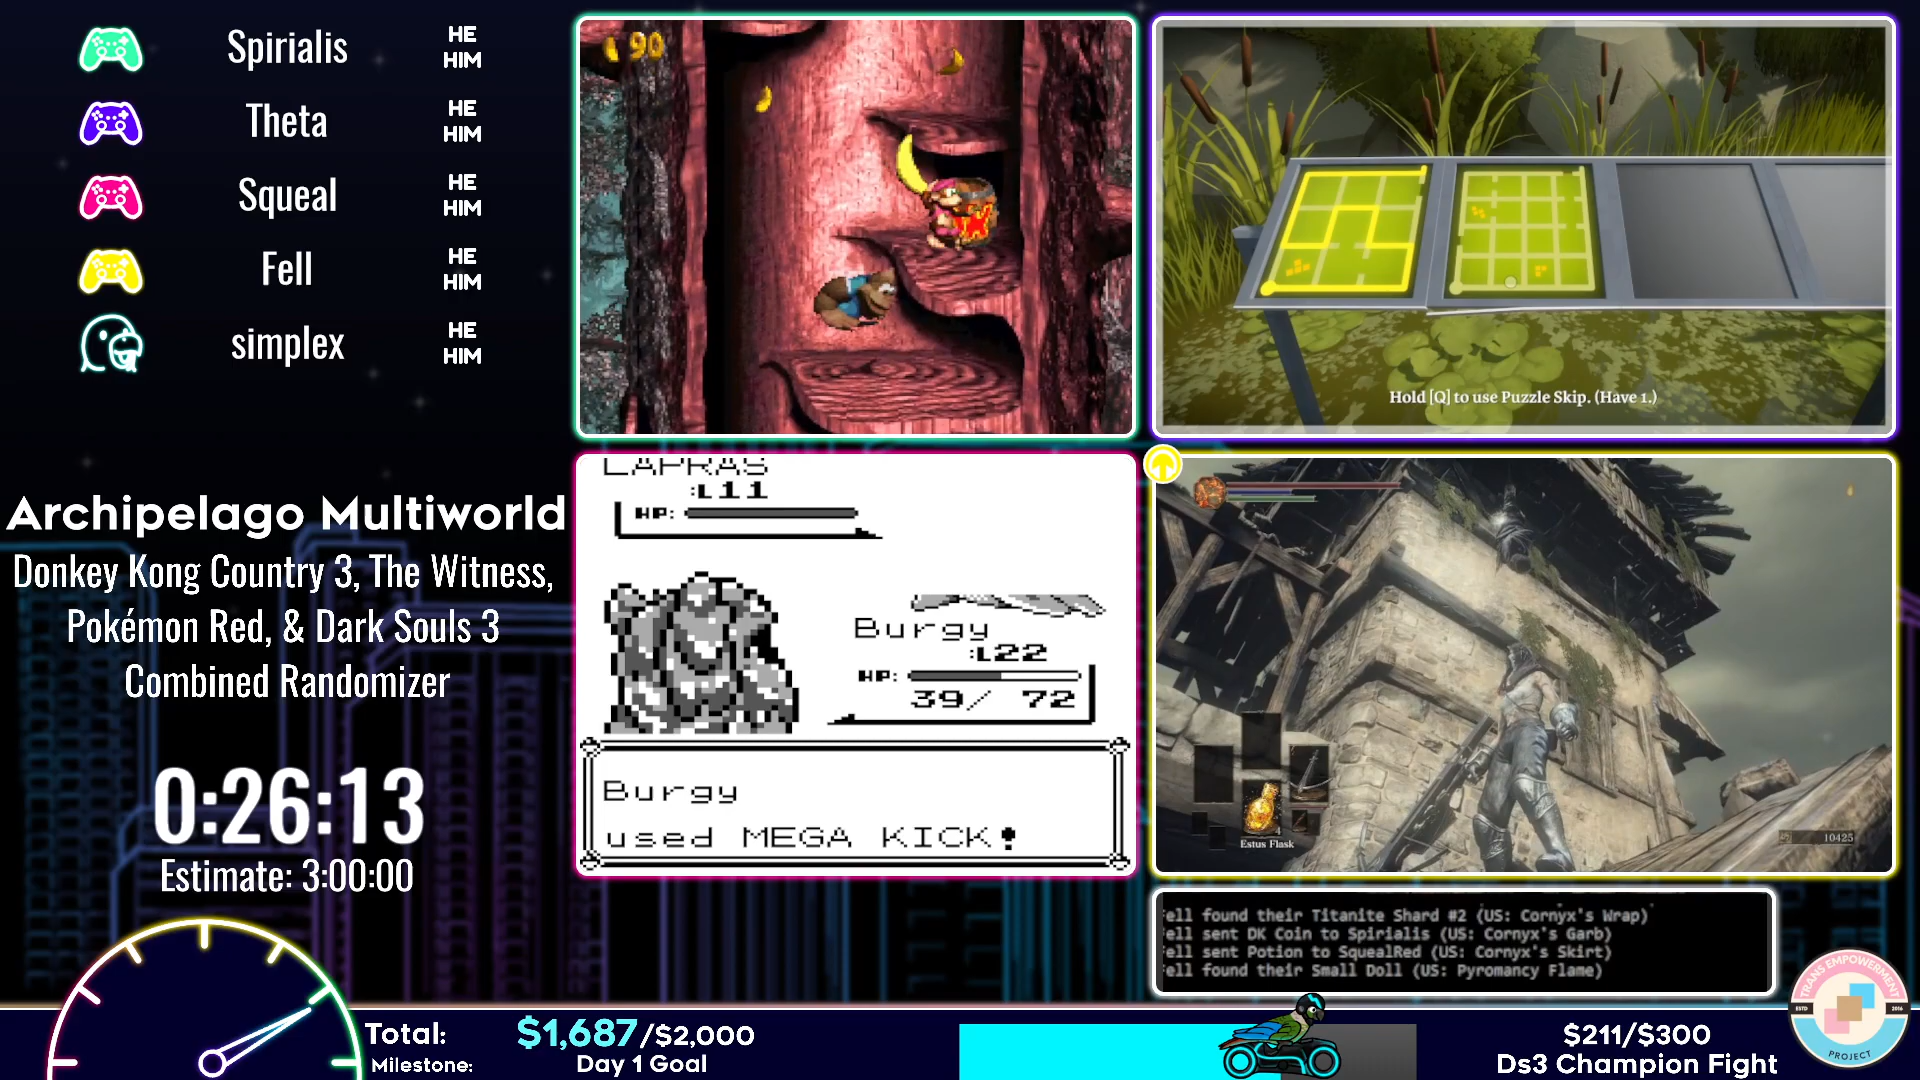 Spirialis
HE
HIM
Theta
HE
HIM
Squeal
HE
HIM
Fell
HE
HIM
simplex
HE
HIM
Archipelago Multiworld
Donkey Kong Country 3, The Witness,
Pokémon Red, & Dark Souls 3
Combined Randomizer
0:26:13
Estimate: 3:00:00
90
Hold [Q] to use Puzzle Skip. (Have 1.)
LAPRAS
:L11
HP:
Burgy
:L22
HP:
39/ 72
Burgy
used MEGA KICK!
4
Estus Flask
10425
ell found their Titanite Shard #2 (US: Cornyx's Wrap)
ell sent DK Coin to Spirialis (US: Cornyx's Garb)
ell sent Potion to SquealRed (US: Cornyx's Skirt)
ell found their Small Doll (US: Pyromancy Flame)
Total: $1,687/$2,000
Milestone: Day 1 Goal
$211/$300
Ds3 Champion Fight
TRANS EMPOWERMENT
ESTD 2016
PROJECT